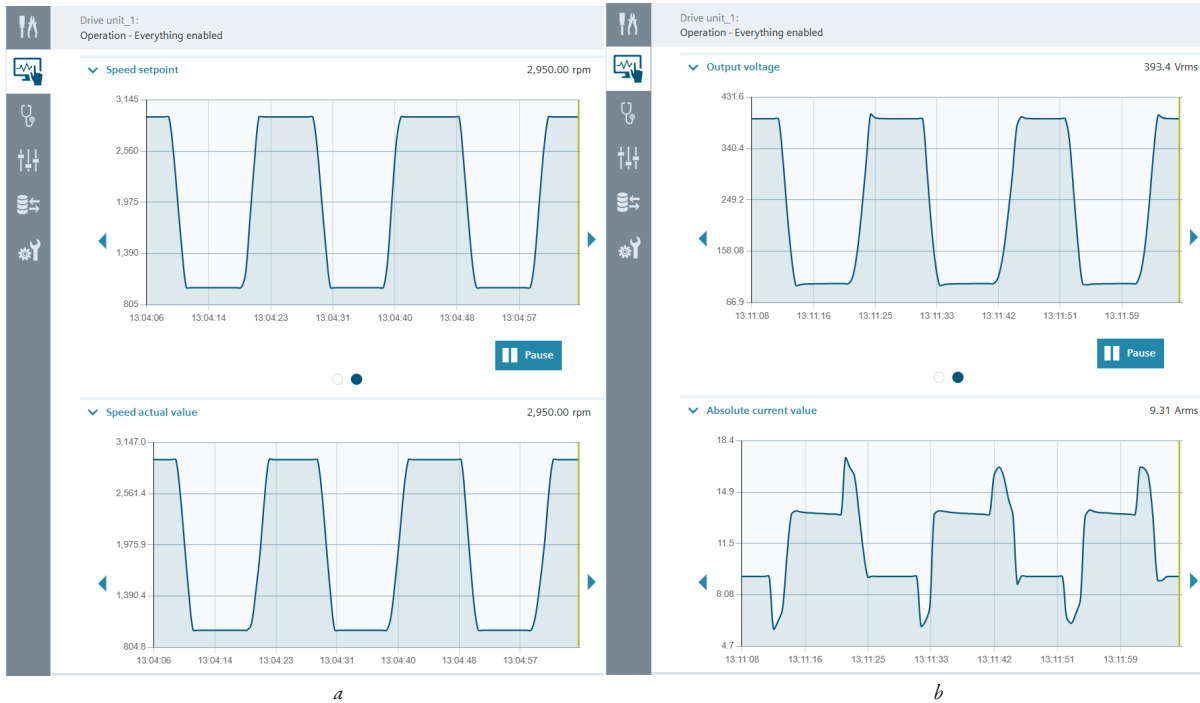 Drive unit_1:
Operation - Everything enabled
Speed setpoint
2,950.00 rpm
3,145
2,560
1,975
1,390
805
13:04:06 13:04:14 13:04:23 13:04:31 13:04:40 13:04:48 13:04:57
Pause
Speed actual value
2,950.00 rpm
3,147.0
2,561.4
1,975.9
1,390.4
804.8
13:04:06 13:04:14 13:04:23 13:04:31 13:04:40 13:04:48 13:04:57
a
Drive unit_1:
Operation - Everything enabled
Output voltage
393.4 Vrms
431.6
340.4
249.2
158.08
66.9
13:11:08 13:11:16 13:11:25 13:11:33 13:11:42 13:11:51 13:11:59
Pause
Absolute current value
9.31 Arms
18.4
14.9
11.5
8.08
4.7
13:11:08 13:11:16 13:11:25 13:11:33 13:11:42 13:11:51 13:11:59
b